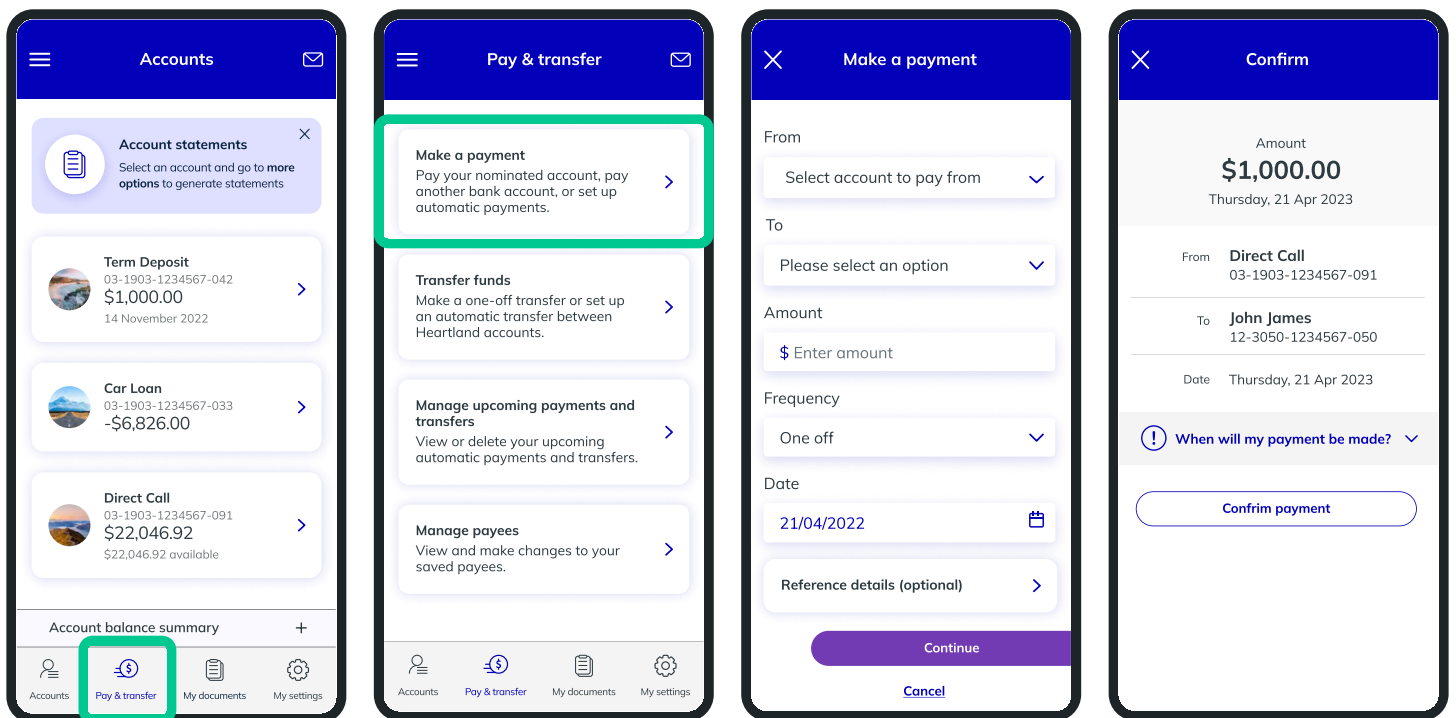 Accounts
Account statements
Select an account and go to more
options to generate statements
Term Deposit
03-1903-1234567-042
$1,000.00
14 November 2022
Car Loan
03-1903-1234567-033
-$6,826.00
Direct Call
03-1903-1234567-091
$22,046.92
$22,046.92 available
Account balance summary
Accounts
Pay & transfer
My documents
My settings
Pay & transfer
Make a payment
Pay your nominated account, pay
another bank account, or set up
automatic payments.
Transfer funds
Make a one-off transfer or set up
an automatic transfer between
Heartland accounts.
Manage upcoming payments and
transfers
View or delete your upcoming
automatic payments and transfers.
Manage payees
View and make changes to your
saved payees.
Accounts
Pay & transfer
My documents
My settings
Make a payment
From
Select account to pay from
To
Please select an option
Amount
$ Enter amount
Frequency
One off
Date
21/04/2022
Reference details (optional)
Continue
Cancel
Confirm
Amount
$1,000.00
Thursday, 21 Apr 2023
From
Direct Call
03-1903-1234567-091
To
John James
12-3050-1234567-050
Date
Thursday, 21 Apr 2023
When will my payment be made?
Confrim payment